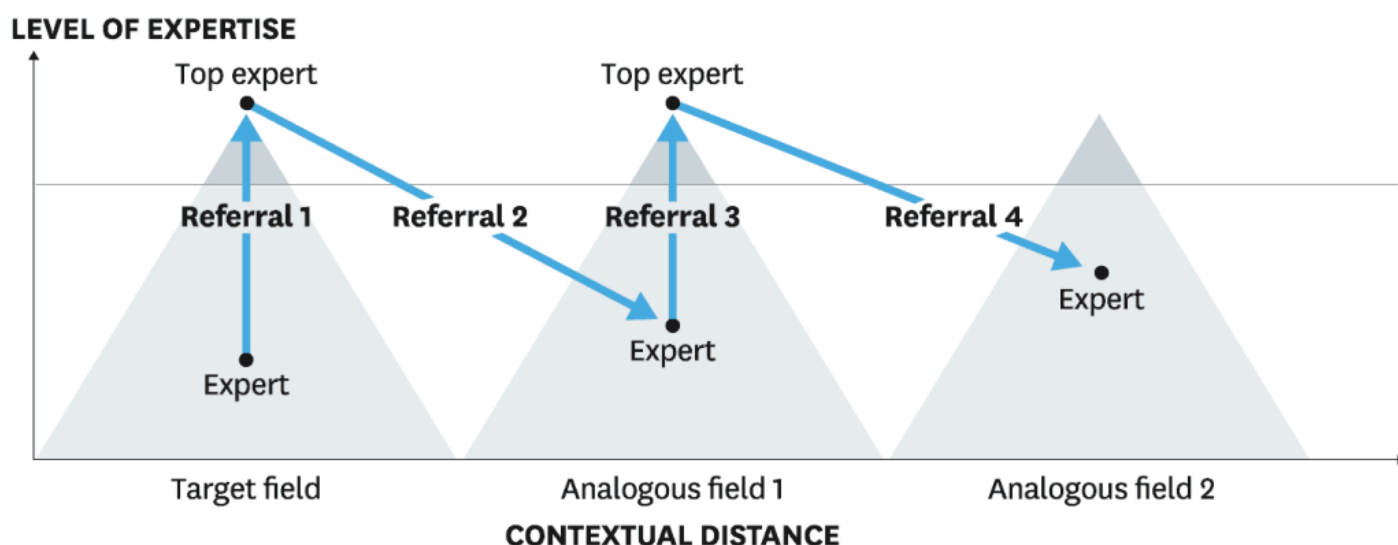 LEVEL OF EXPERTISE
Top expert
Top expert
Referral 1
Referral 2
Referral 3
Referral 4
Expert
Expert
Expert
Target field
Analogous field 1
Analogous field 2
CONTEXTUAL DISTANCE